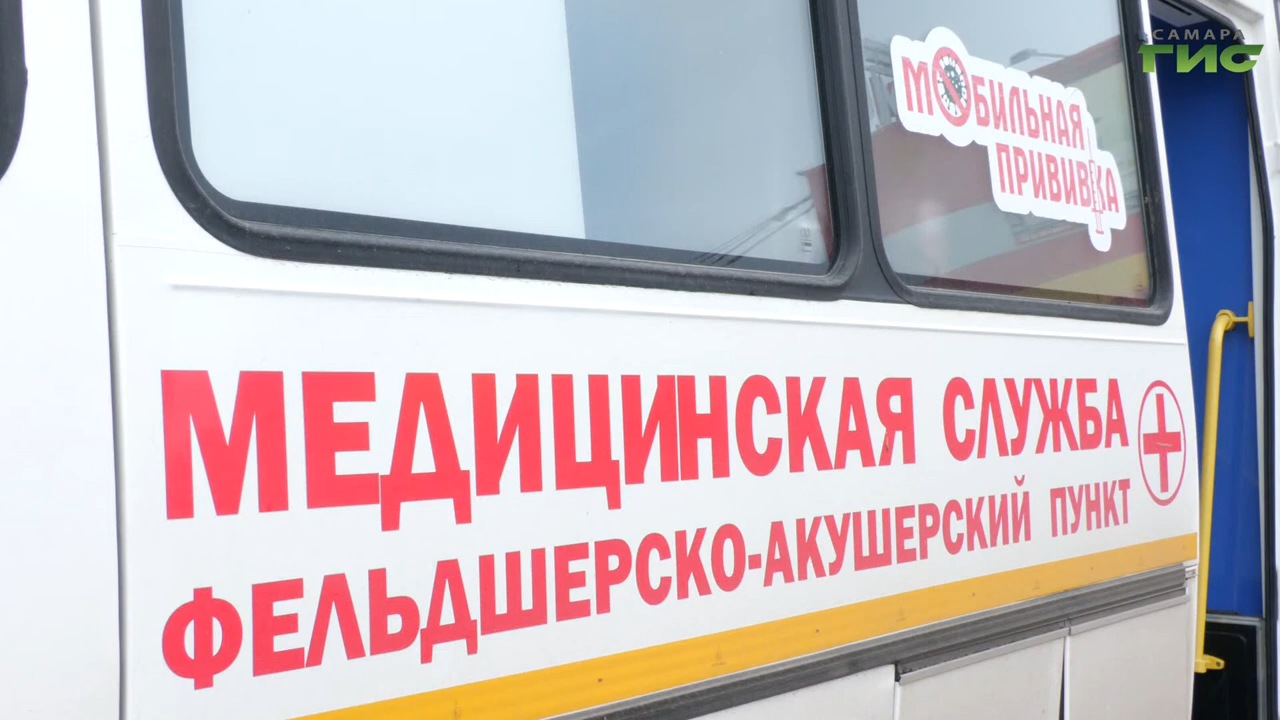 САМАРА
ГИС
МОБИЛЬНАЯ
ПРИВИВКА
МЕДИЦИНСКАЯ СЛУЖБА
ФЕЛЬДШЕРСКО-АКУШЕРСКИЙ ПУНКТ